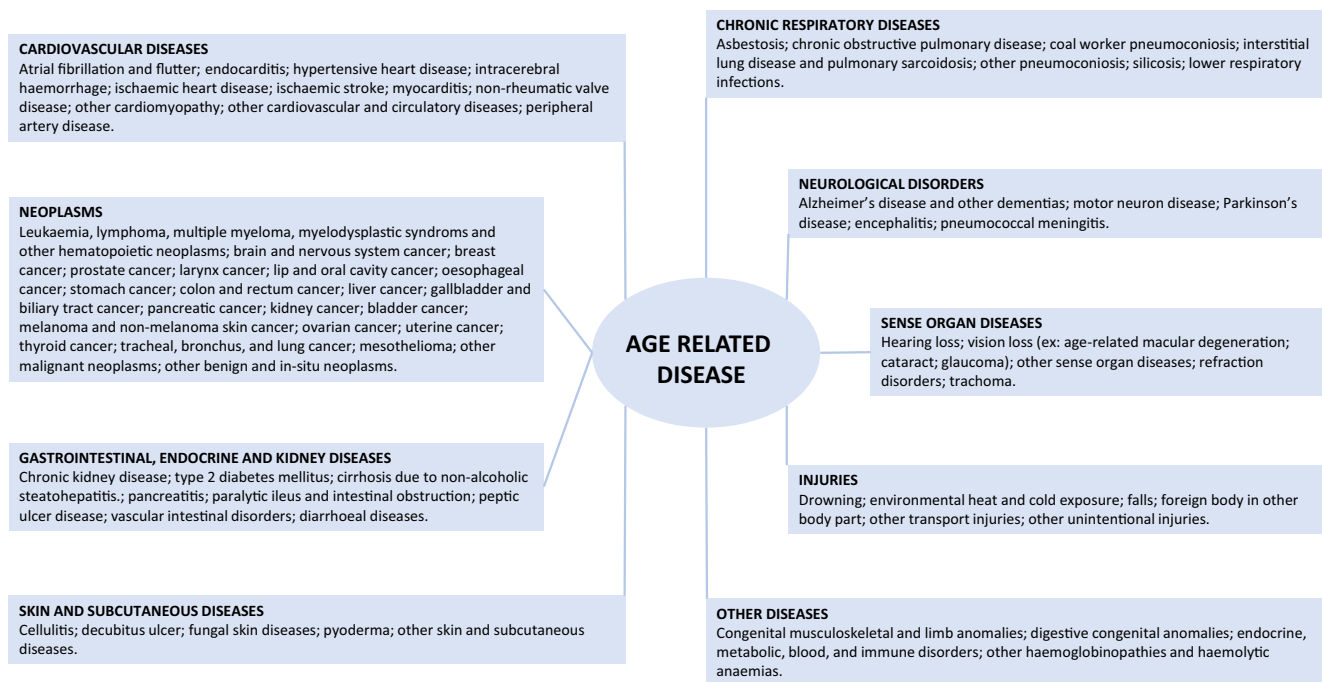 CARDIOVASCULAR DISEASES
Atrial fibrillation and flutter; endocarditis; hypertensive heart disease; intracerebral
haemorrhage; ischaemic heart disease; ischaemic stroke; myocarditis; non-rheumatic valve
disease; other cardiomyopathy; other cardiovascular and circulatory diseases; peripheral
artery disease.
NEOPLASMS
Leukaemia, lymphoma, multiple myeloma, myelodysplastic syndroms and
other hematopoietic neoplasms; brain and nervous system cancer; breast
cancer; prostate cancer; larynx cancer; lip and oral cavity cancer; oesophageal
cancer; stomach cancer; colon and rectum cancer; liver cancer; gallbladder and
biliary tract cancer; pancreatic cancer; kidney cancer; bladder cancer;
melanoma and non-melanoma skin cancer; ovarian cancer; uterine cancer;
thyroid cancer; tracheal, bronchus, and lung cancer; mesothelioma; other
malignant neoplasms; other benign and in-situ neoplasms.
GASTROINTESTINAL, ENDOCRINE AND KIDNEY DISEASES
Chronic kidney disease; type 2 diabetes mellitus; cirrhosis due to non-alcoholic
steatohepatitis.; pancreatitis; paralytic ileus and intestinal obstruction; peptic
ulcer disease; vascular intestinal disorders; diarrhoeal diseases.
SKIN AND SUBCUTANEOUS DISEASES
Cellulitis; decubitus ulcer; fungal skin diseases; pyoderma; other skin and subcutaneous
diseases.
AGE RELATED
DISEASE
CHRONIC RESPIRATORY DISEASES
Asbestosis; chronic obstructive pulmonary disease; coal worker pneumoconiosis; interstitial
lung disease and pulmonary sarcoidosis; other pneumoconiosis; silicosis; lower respiratory
infections.
NEUROLOGICAL DISORDERS
Alzheimer's disease and other dementias; motor neuron disease; Parkinson's
disease; encephalitis; pneumococcal meningitis.
SENSE ORGAN DISEASES
Hearing loss; vision loss (ex: age-related macular degeneration;
cataract; glaucoma); other sense organ diseases; refraction
disorders; trachoma.
INJURIES
Drowning; environmental heat and cold exposure; falls; foreign body in other
body part; other transport injuries; other unintentional injuries.
OTHER DISEASES
Congenital musculoskeletal and limb anomalies; digestive congenital anomalies; endocrine,
metabolic, blood, and immune disorders; other haemoglobinopathies and haemolytic
anaemias.